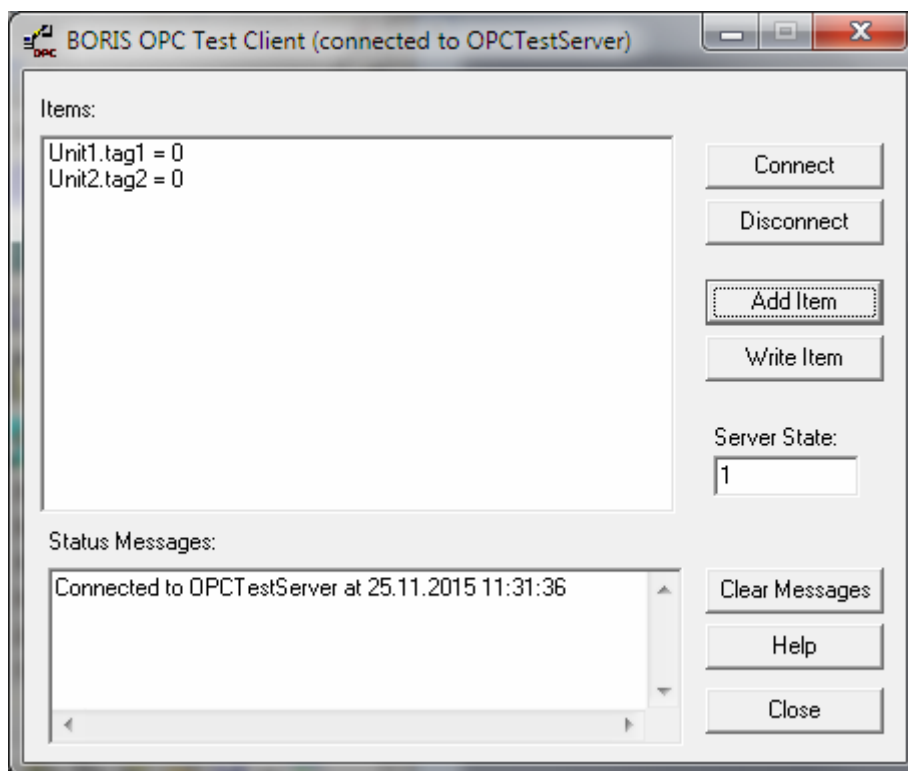 OPC BORIS OPC Test Client (connected to OPCTestServer)
Items:
Unit1.tag1 = 0
Unit2.tag2 = 0
Connect
Disconnect
Add Item
Write Item
Server State:
1
Status Messages:
Connected to OPCTestServer at 25.11.2015 11:31:36
Clear Messages
Help
Close